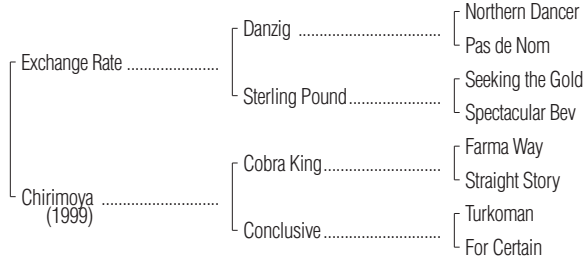 Northern Dancer
Danzig ..............................
Pas de Nom
Exchange Rate ....................
Seeking the Gold
Sterling Pound....................
Spectacular Bev
Farma Way
Cobra King.........................
Straight Story
Chirimoya .........................
(1999)
Turkoman
Conclusive.........................
For Certain